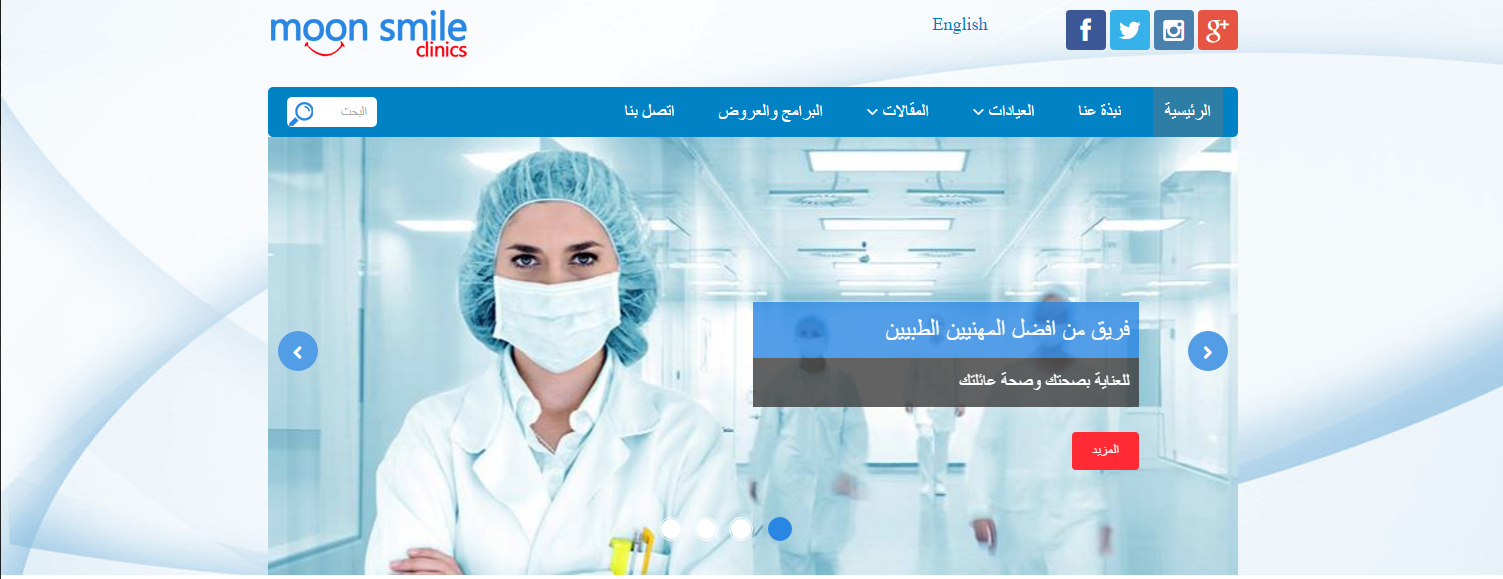 moon smile
clinics
English
الرئيسية
نبذة عنا
العيادات
المقالات
البرامج والعروض
اتصل بنا
البحث
فريق من افضل المهنيين الطبيين
للعناية بصحتك وصحة عائلتك
المزيد